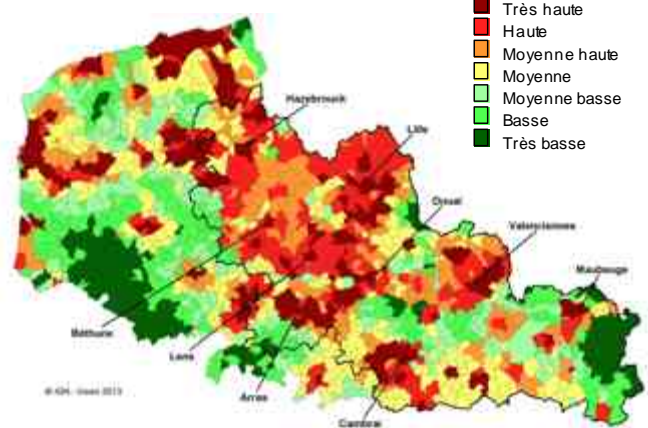 Très haute
Haute
Moyenne haute
Moyenne
Moyenne basse
Basse
Très basse
Hazebrouck
Lille
Douai
Valenciennes
Maubeuge
Béthune
Lens
Arras
Cambrai